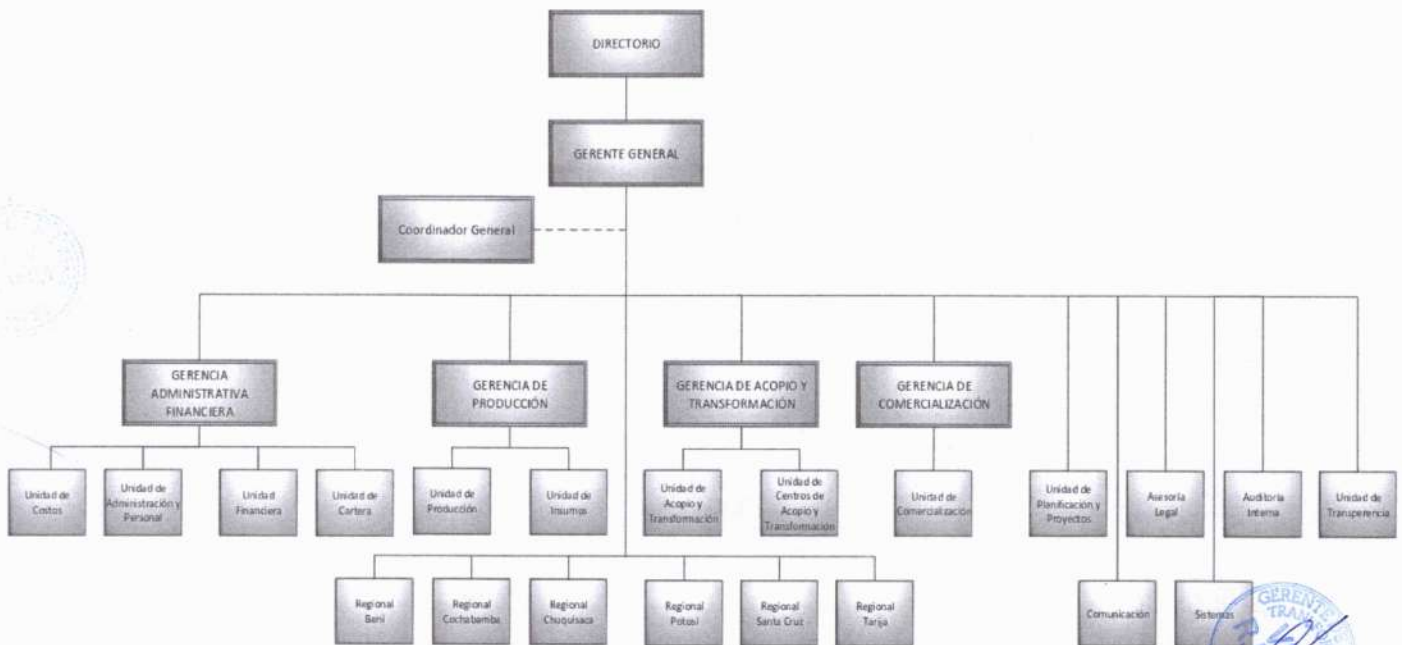 DIRECTORIO
GERENTE GENERAL
Coordinador General
GERENCIA
ADMINISTRATIVA
FINANCIERA
GERENCIA DE
PRODUCCIÓN
GERENCIA DE ACOPIO Y
TRANSFORMACIÓN
GERENCIA DE
COMERCIALIZACIÓN
Unidad de
Costos
Unidad de
Administración y
Personal
Unidad
Financiera
Unidad de
Cartera
Unidad de
Producción
Unidad de
Insumos
Unidad de
Acopio y
Transformación
Unidad de
Centros de
Acopio y
Transformación
Unidad de
Comercialización
Unidad de
Planificación y
Proyectos
Asesoría
Legal
Auditoría
Interna
Unidad de
Transparencia
Regional
Beni
Regional
Cochabamba
Regional
Chuquisaca
Regional
Potosí
Regional
Santa Cruz
Regional
Tarija
Comunicación
Sistemas
GERENTE